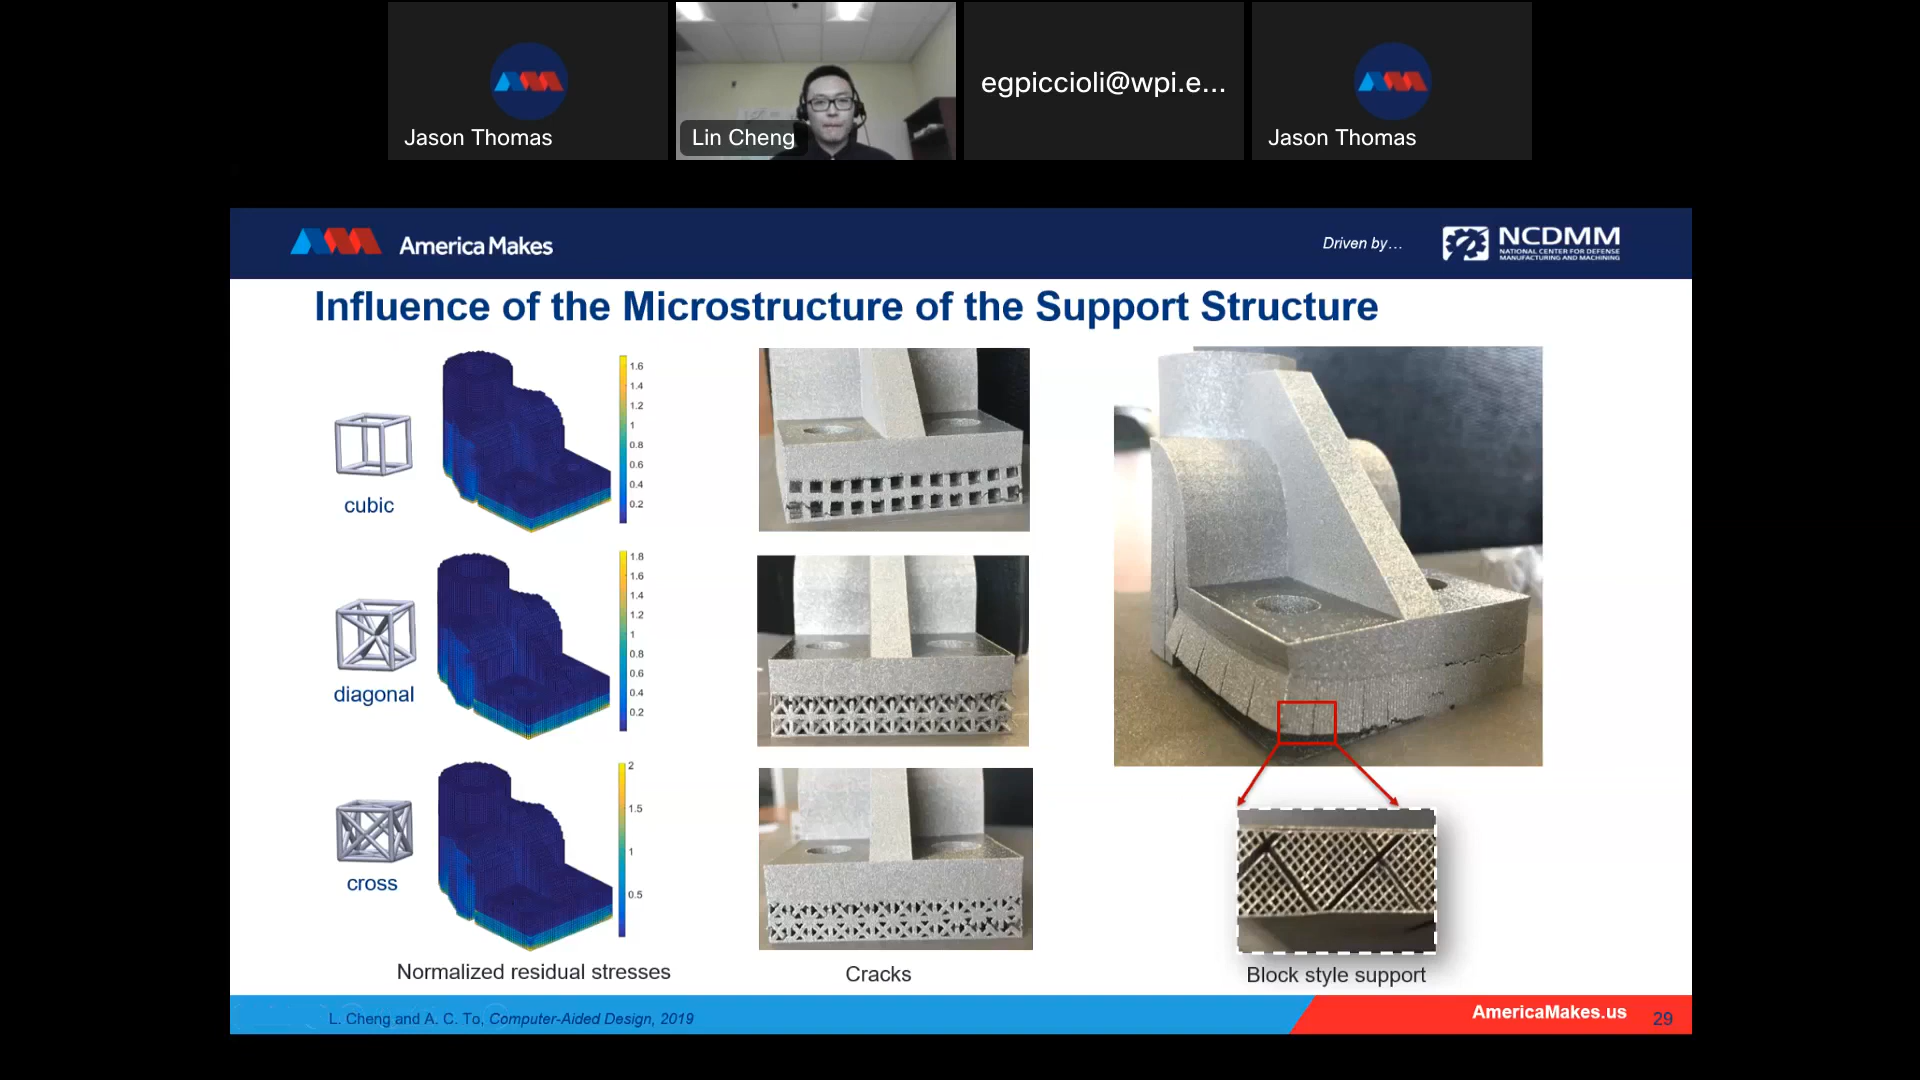 Jason Thomas
Lin Cheng
egpiccioli@wpi.e...
Jason Thomas
America Makes
Driven by...
NCDMM
NATIONAL CENTER FOR DEFENSE
MANUFACTURING AND MACHINING
Influence of the Microstructure of the Support Structure
cubic
1.6
1.4
1.2
1
0.8
0.6
0.4
0.2
diagonal
1.8
1.6
1.4
1.2
1
0.8
0.6
0.4
0.2
cross
2
1.5
1
0.5
Normalized residual stresses
Cracks
Block style support
L. Cheng and A. C. To, Computer-Aided Design, 2019
AmericaMakes.us
29